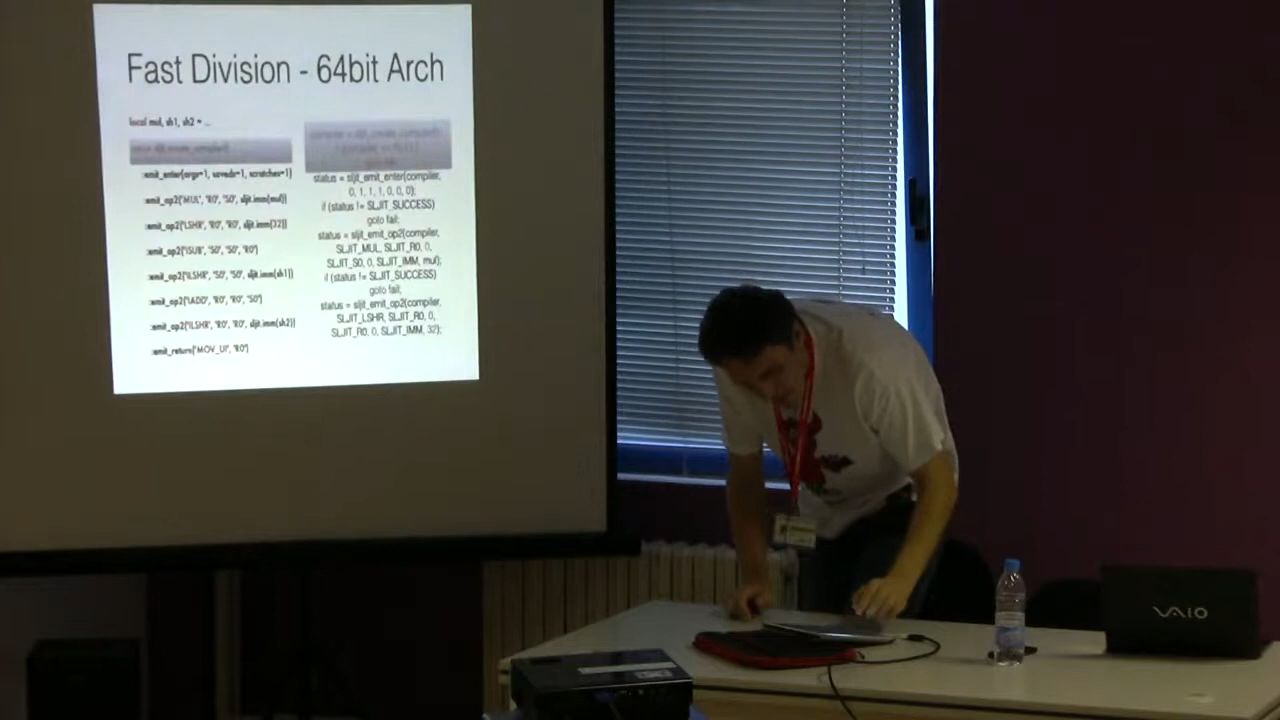 Fast Division - 64bit Arch
local mul, sh1, sh2 = ...
:emit_enter{args=1, saveds=1, scratches=1}
:emit_op2('MUL', 'R0', 'S0', sljit.imm(mul))
:emit_op2('LSHR', 'R0', 'R0', sljit.imm(32))
:emit_op2('ISUB', 'S0', 'S0', 'R0')
:emit_op2('ILSHR', 'S0', 'S0', sljit.imm(sh1))
:emit_op2('IADD', 'R0', 'R0', 'S0')
:emit_op2('ILSHR', 'R0', 'R0', sljit.imm(sh2))
:emit_return('MOV_UI', 'R0')
status = sljit_emit_enter(compiler,
0, 1, 1, 1, 0, 0, 0);
if (status != SLJIT_SUCCESS)
goto fail;
status = sljit_emit_op2(compiler,
SLJIT_MUL, SLJIT_R0, 0,
SLJIT_S0, 0, SLJIT_IMM, mul);
if (status != SLJIT_SUCCESS)
goto fail;
status = sljit_emit_op2(compiler,
SLJIT_LSHR, SLJIT_R0, 0,
SLJIT_R0, 0, SLJIT_IMM, 32);
VAIO